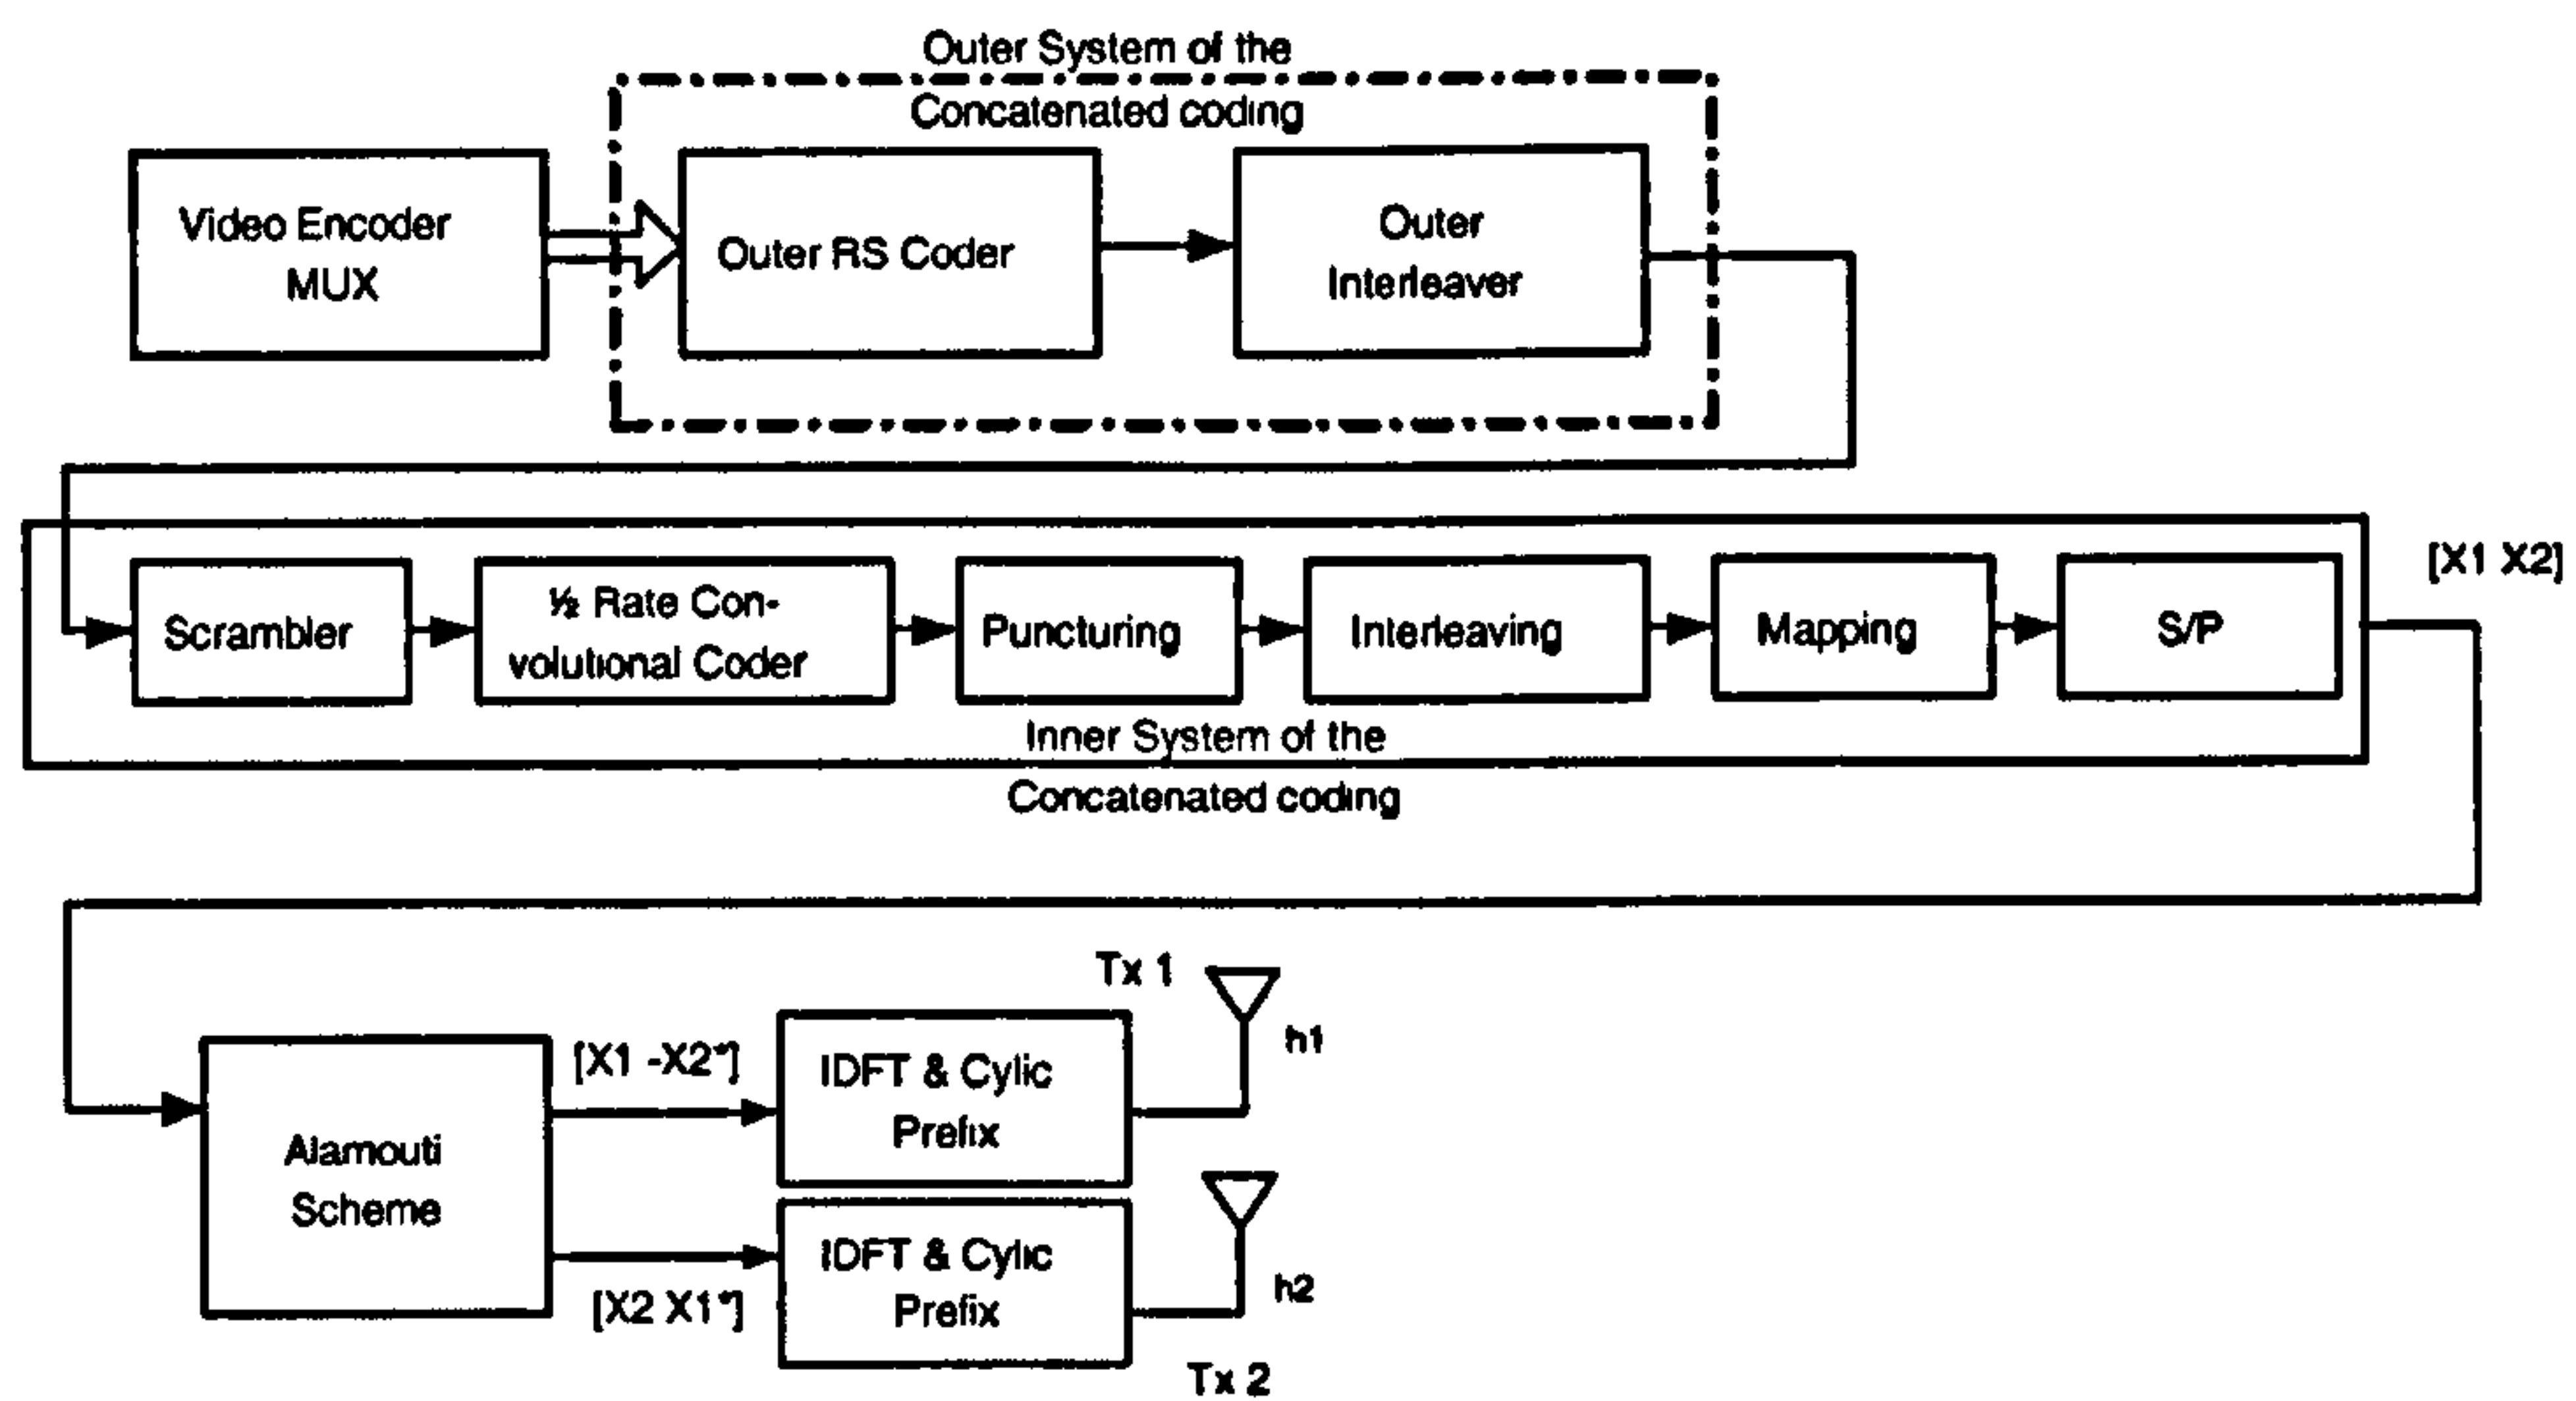 Outer System of the
Concatenated coding
Video Encoder
MUX
Outer RS Coder
Outer
Interleaver
[X1 X2]
Scrambler
½ Rate Con-
volutional Coder
Puncturing
Interleaving
Mapping
S/P
Inner System of the
Concatenated coding
Tx 1
h1
[X1 -X2*]
IDFT & Cylic
Prefix
Alamouti
Scheme
IDFT & Cylic
Prefix
[X2 X1*]
h2
Tx 2